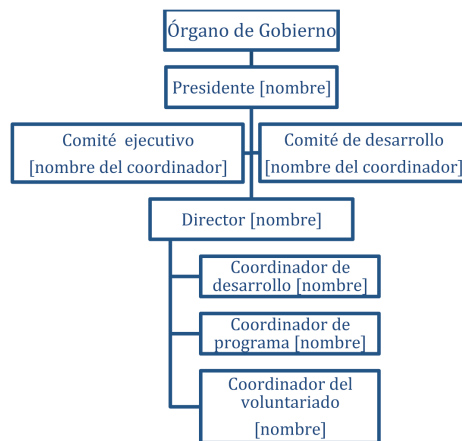 Órgano de Gobierno
Presidente [nombre]
Comité ejecutivo
[nombre del coordinador]
Comité de desarrollo
[nombre del coordinador]
Director [nombre]
Coordinador de
desarrollo [nombre]
Coordinador de
programa [nombre]
Coordinador del
voluntariado
[nombre]